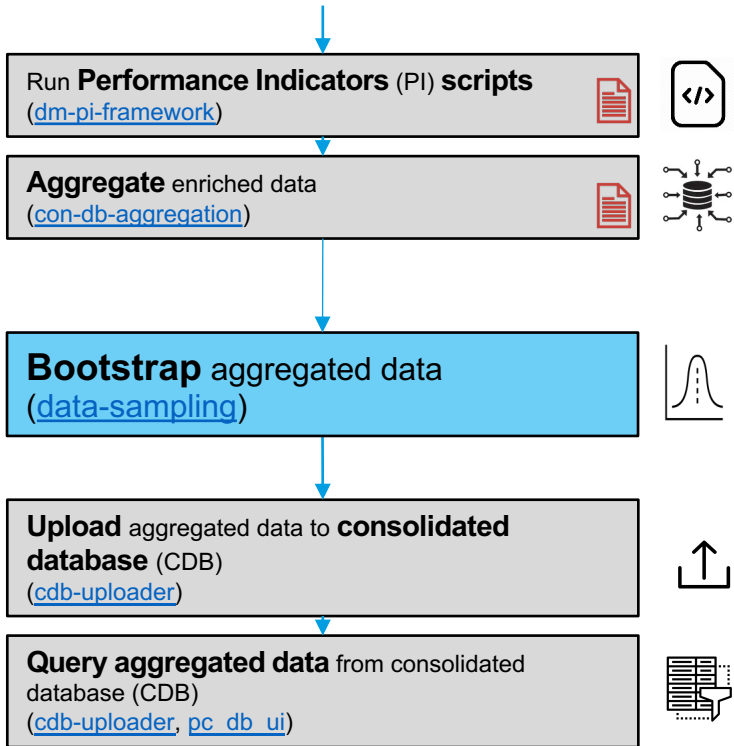 Run Performance Indicators (PI) scripts
(dm-pi-framework)
</>
Aggregate enriched data
(con-db-aggregation)
Bootstrap aggregated data
(data-sampling)
Upload aggregated data to consolidated
database (CDB)
(cdb-uploader)
Query aggregated data from consolidated
database (CDB)
(cdb-uploader, pc_db_ui)